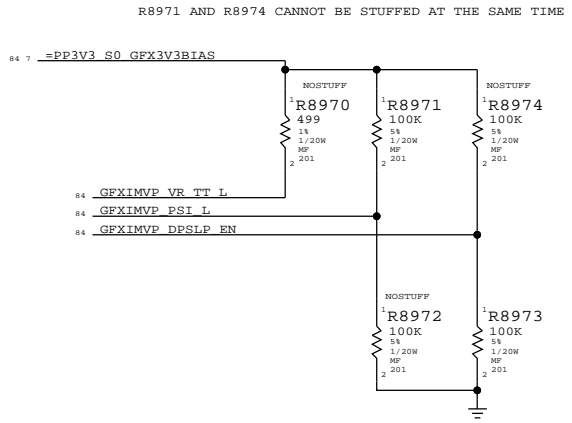 R8971 AND R8974 CANNOT BE STUFFED AT THE SAME TIME
84 7 =PP3V3_S0_GFX3V3BIAS
NOSTUFF
1 R8970
499
1%
1/20W
MF
2 201
1 R8971
100K
5%
1/20W
MF
2 201
NOSTUFF
1 R8974
100K
5%
1/20W
MF
2 201
84 GFXIMVP_VR_TT_L
84 GFXIMVP_PSI_L
84 GFXIMVP_DPSLP_EN
NOSTUFF
1 R8972
100K
5%
1/20W
MF
2 201
1 R8973
100K
5%
1/20W
MF
2 201